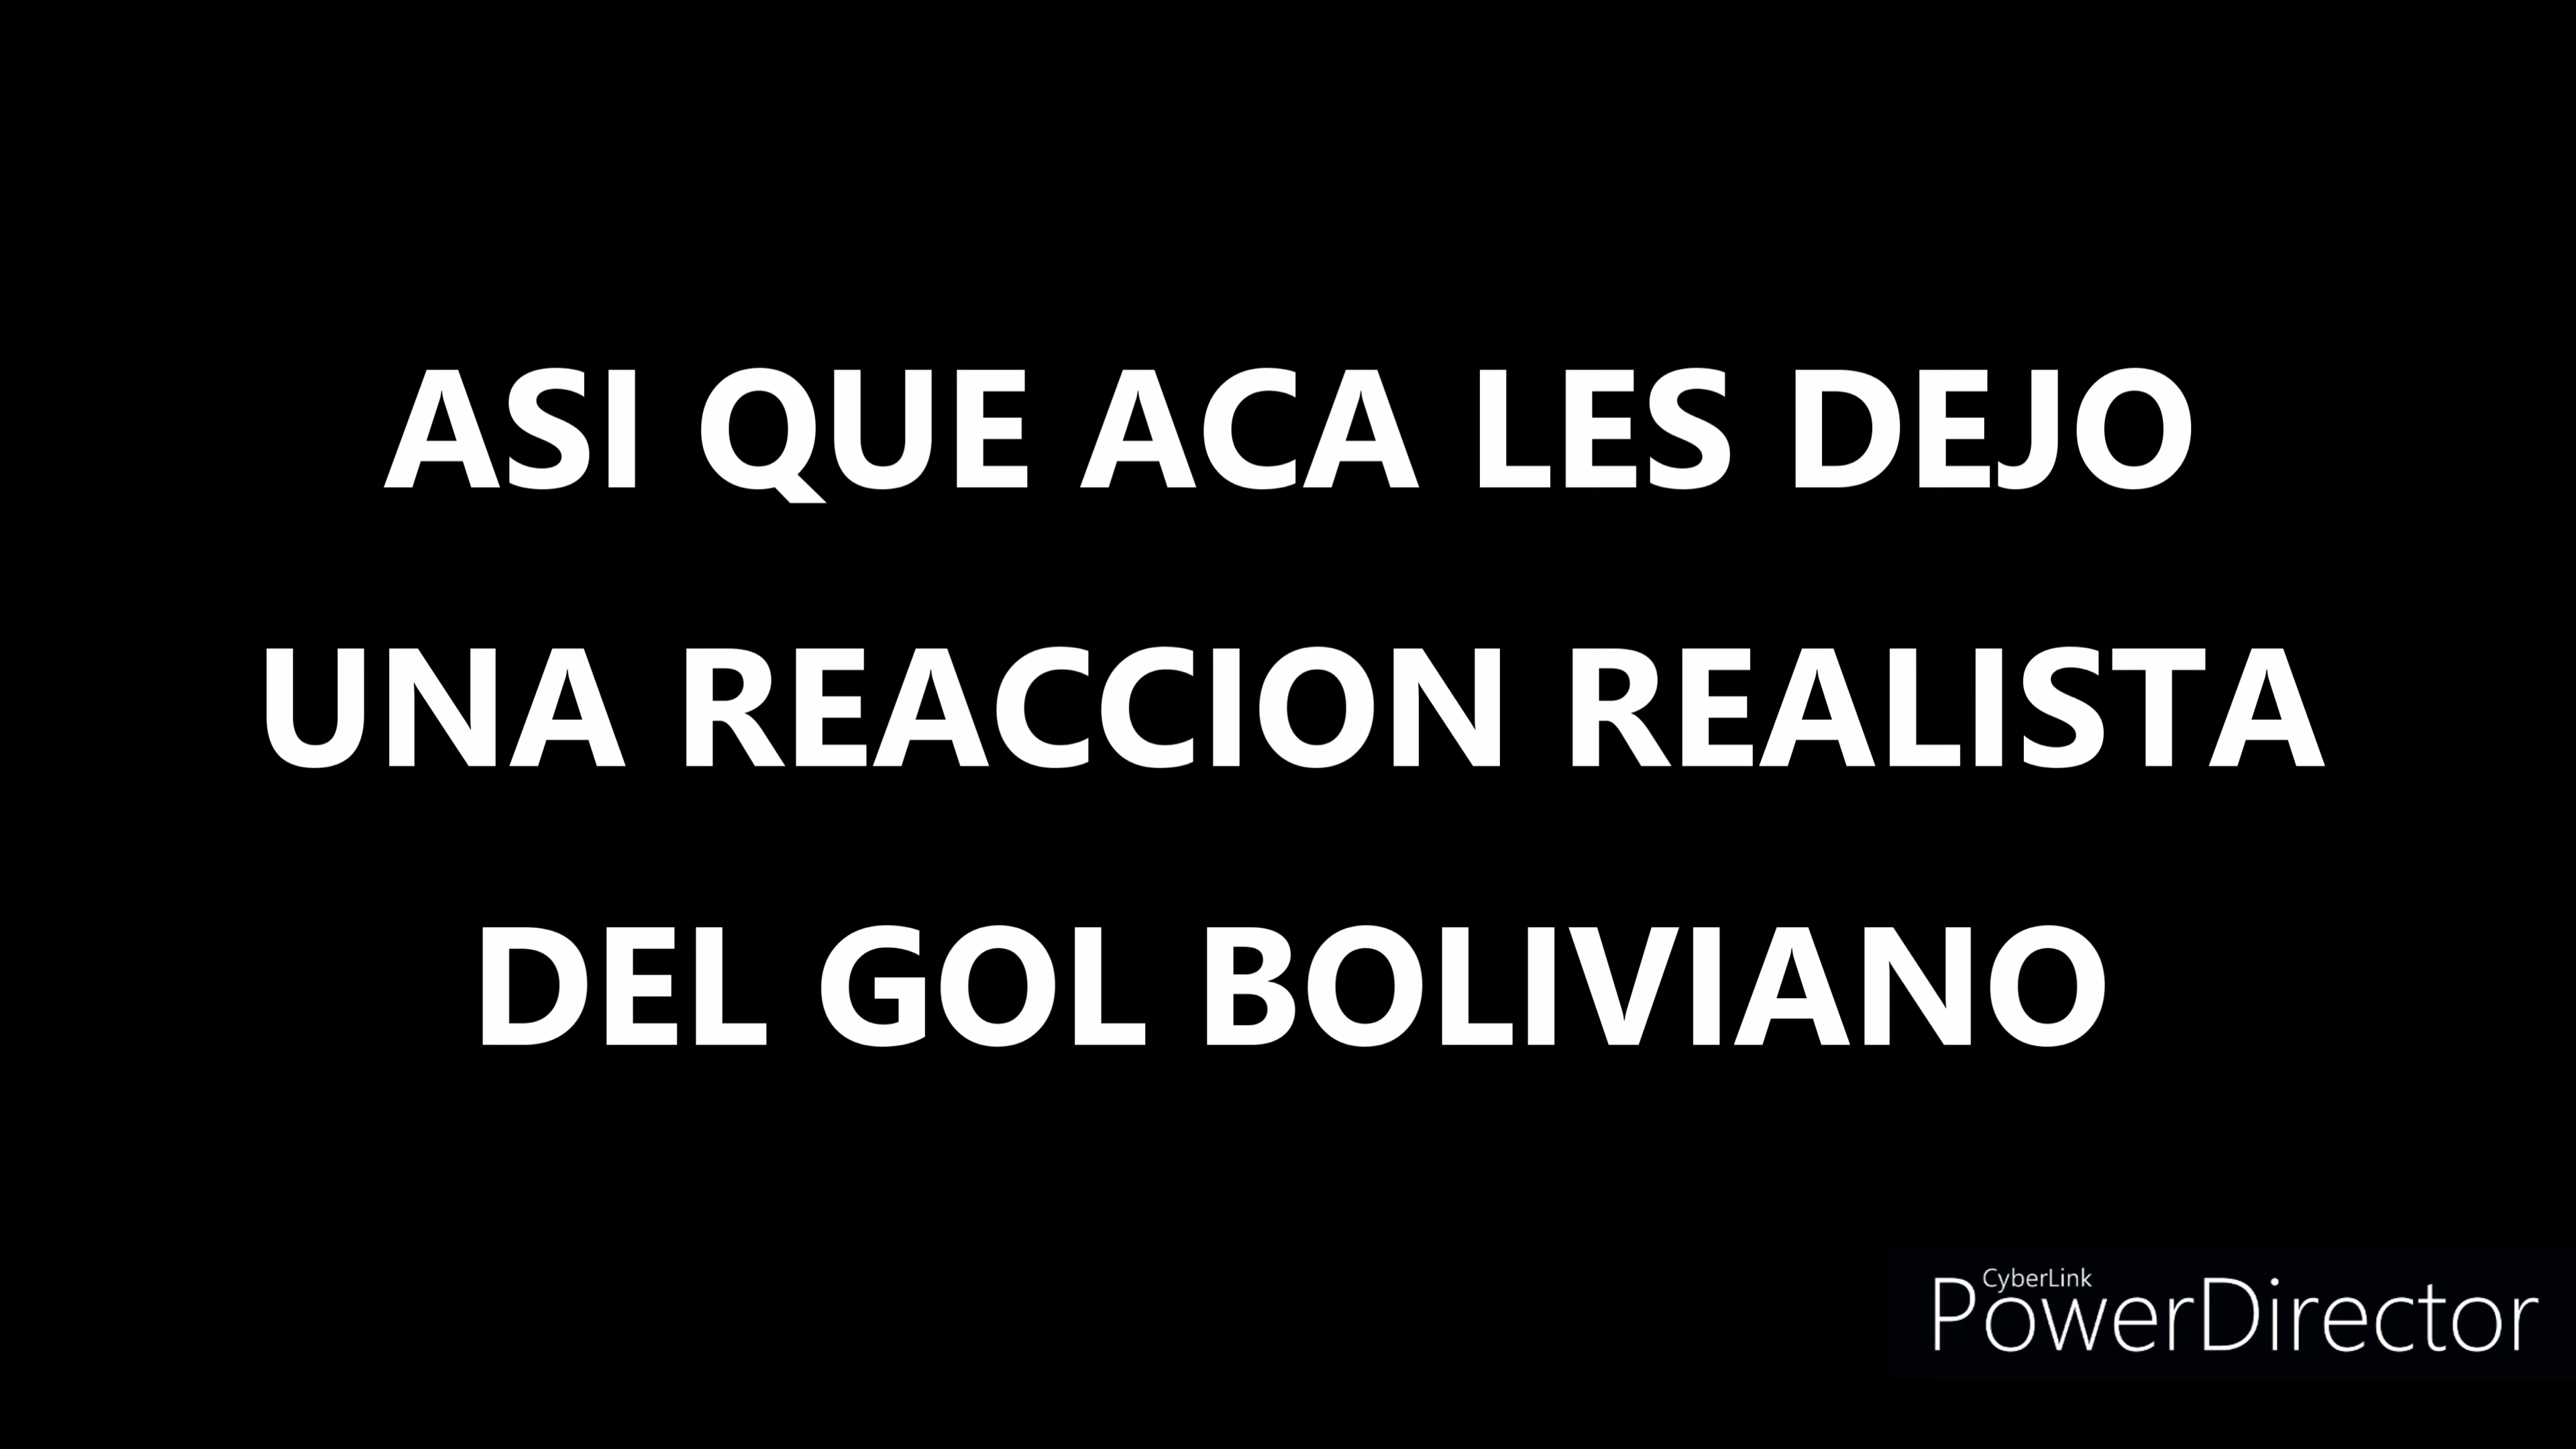 ASI QUE ACA LES DEJO
UNA REACCION REALISTA
DEL GOL BOLIVIANO
CyberLink
PowerDirector